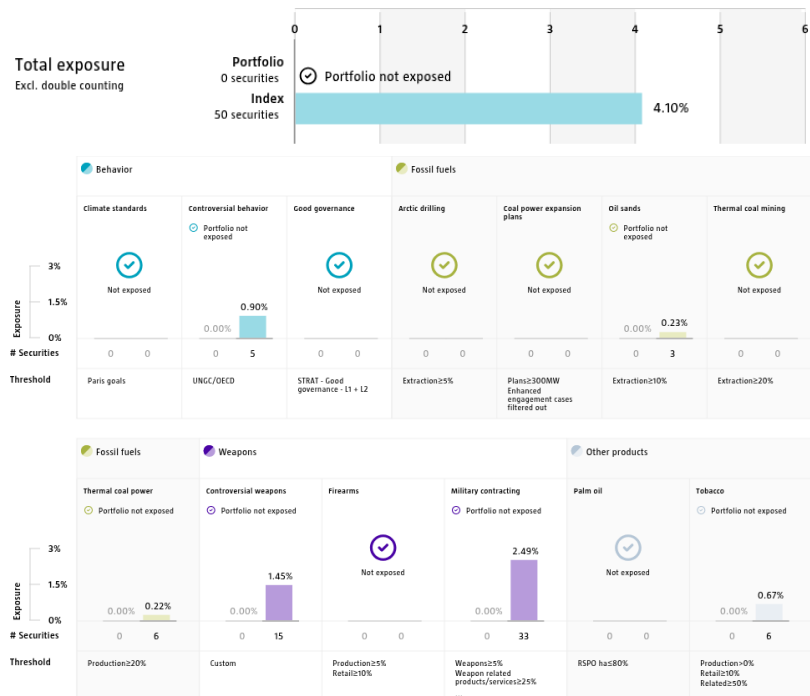 0 1 2 3 4 5 6
Total exposure
Excl. double counting
Portfolio
0 securities
Portfolio not exposed
Index
50 securities
4.10%
Behavior
Fossil fuels
Climate standards
Controversial behavior
Good governance
Arctic drilling
Coal power expansion
plans
Oil sands
Thermal coal mining
Portfolio not
exposed
Portfolio not
exposed
Not exposed
Not exposed
Not exposed
Not exposed
Not exposed
Exposure
3%
1.5%
0%
0.00% 0.90%
0.00% 0.23%
# Securities
0 0 0 5 0 0 0 0 0 0 0 3 0 0
Threshold
Paris goals
UNGC/OECD
STRAT - Good
governance - L1 + L2
Extraction≥5%
Plans≥300MW
Enhanced
engagement cases
filtered out
Extraction≥10%
Extraction≥20%
Fossil fuels
Weapons
Other products
Thermal coal power
Controversial weapons
Firearms
Military contracting
Palm oil
Tobacco
Portfolio not exposed
Portfolio not exposed
Portfolio not exposed
Portfolio not exposed
Not exposed
Not exposed
Exposure
3%
1.5%
0%
0.00% 0.22%
0.00% 1.45%
0.00% 2.49%
0.00% 0.67%
# Securities
0 6 0 15 0 0 0 33 0 0 0 6
Threshold
Production≥20%
Custom
Production≥5%
Retail≥10%
Weapons≥5%
Weapon related
products/services≥25%
RSPO ha≤80%
Production>0%
Retail≥10%
Related≥50%